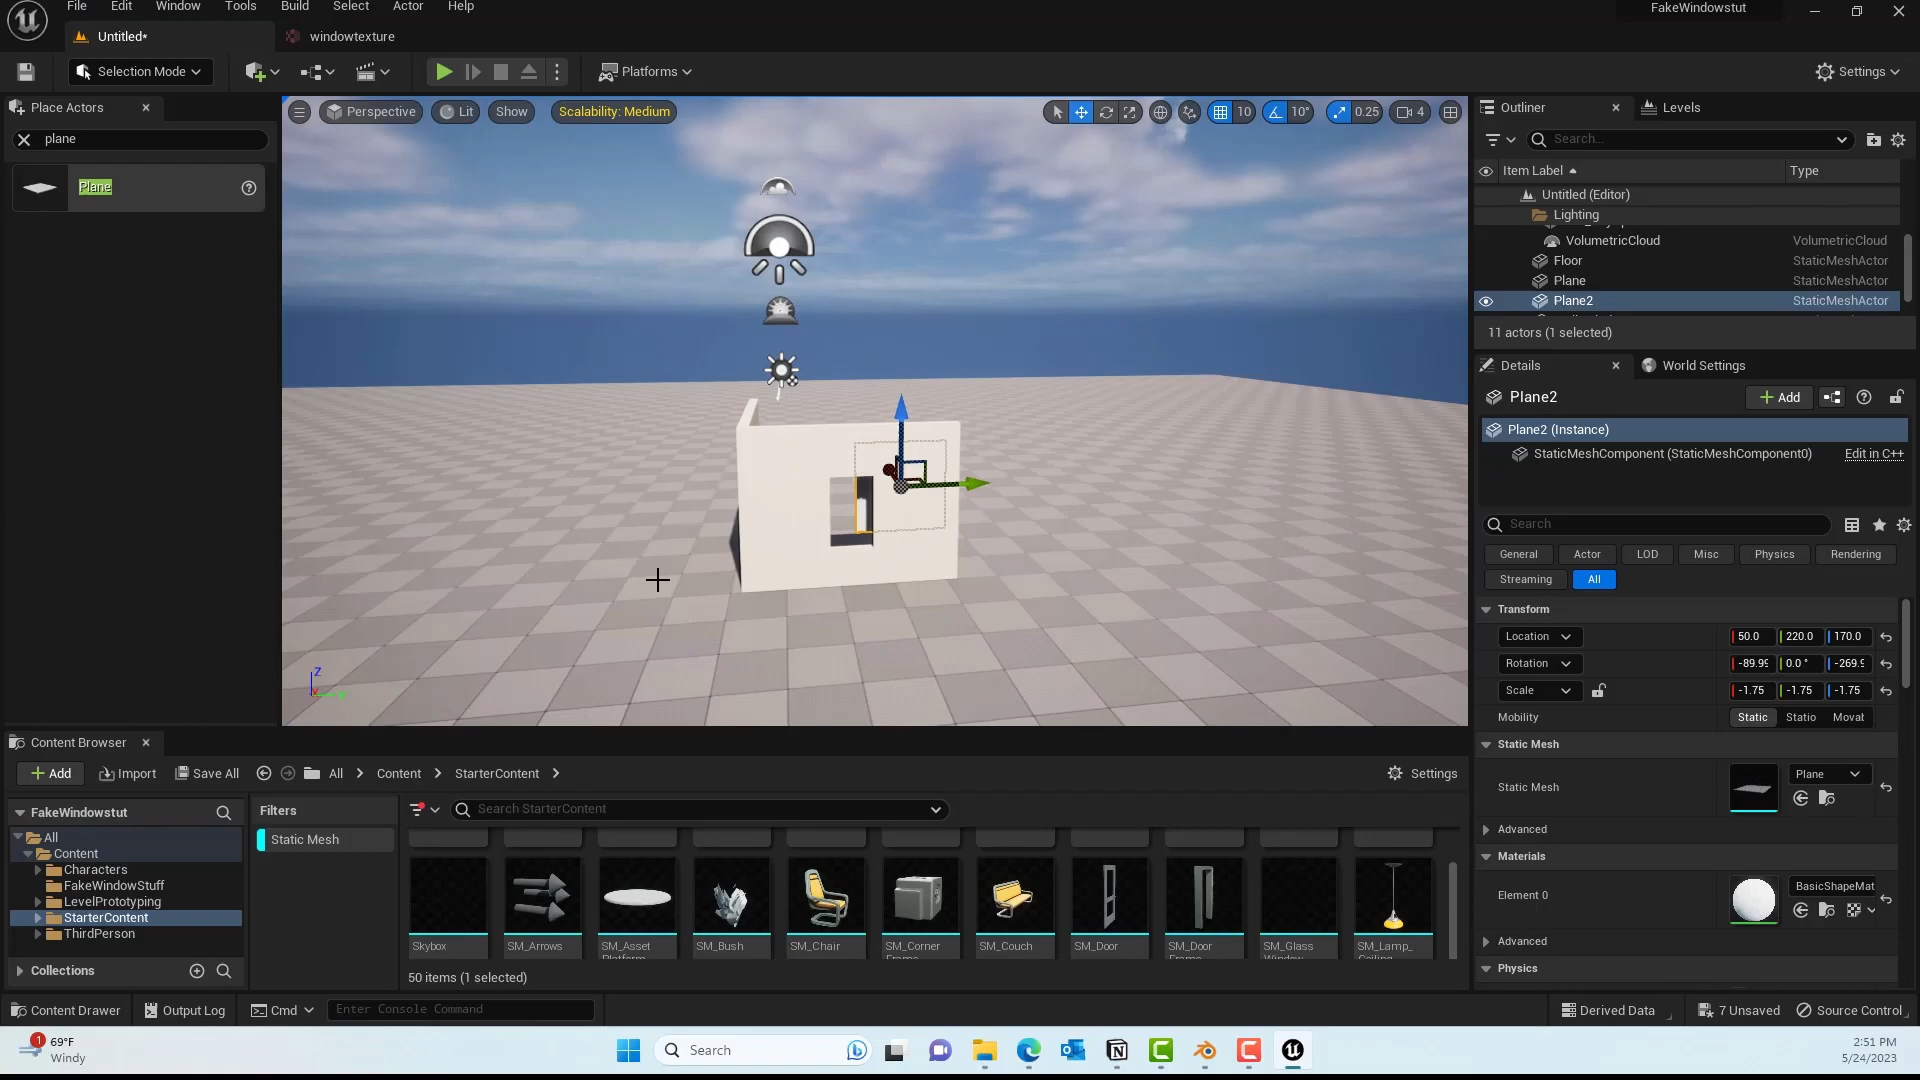 File Edit Window Tools Build Select Actor Help
FakeWindowstut
Untitled*
windowtexture
Selection Mode
Platforms
Settings
Place Actors
plane
Plane
Perspective
Lit
Show
Scalability: Medium
10
10°
0.25
4
Z
Outliner
Levels
Search...
Item Label
Type
Untitled (Editor)
Lighting
VolumetricCloud VolumetricCloud
Floor StaticMeshActor
Plane StaticMeshActor
Plane2 StaticMeshActor
11 actors (1 selected)
Details
World Settings
Plane2
Add
Plane2 (Instance)
StaticMeshComponent (StaticMeshComponent0) Edit in C++
Search
General Actor LOD Misc Physics Rendering
Streaming All
Transform
Location 50.0 220.0 170.0
Rotation -89.99 0.0 ° -269.9
Scale -1.75 -1.75 -1.75
Mobility Static Statio Moval
Static Mesh
Static Mesh Plane
Advanced
Materials
Element 0 BasicShapeMat
Advanced
Physics
Content Browser
Add Import Save All All Content StarterContent Settings
FakeWindowstut
All
Content
Characters
FakeWindowStuff
LevelPrototyping
StarterContent
ThirdPerson
Collections
Filters
Static Mesh
Search StarterContent
Skybox SM_Arrows SM_Asset SM_Bush SM_Chair SM_Corner SM_Couch SM_Door SM_Door SM_Glass SM_Lamp_
Platform Frame Frame Window Ceiling
50 items (1 selected)
Content Drawer Output Log Cmd Enter Console Command Derived Data 7 Unsaved Source Control
1
69°F
Windy
Search
2:51 PM
5/24/2023